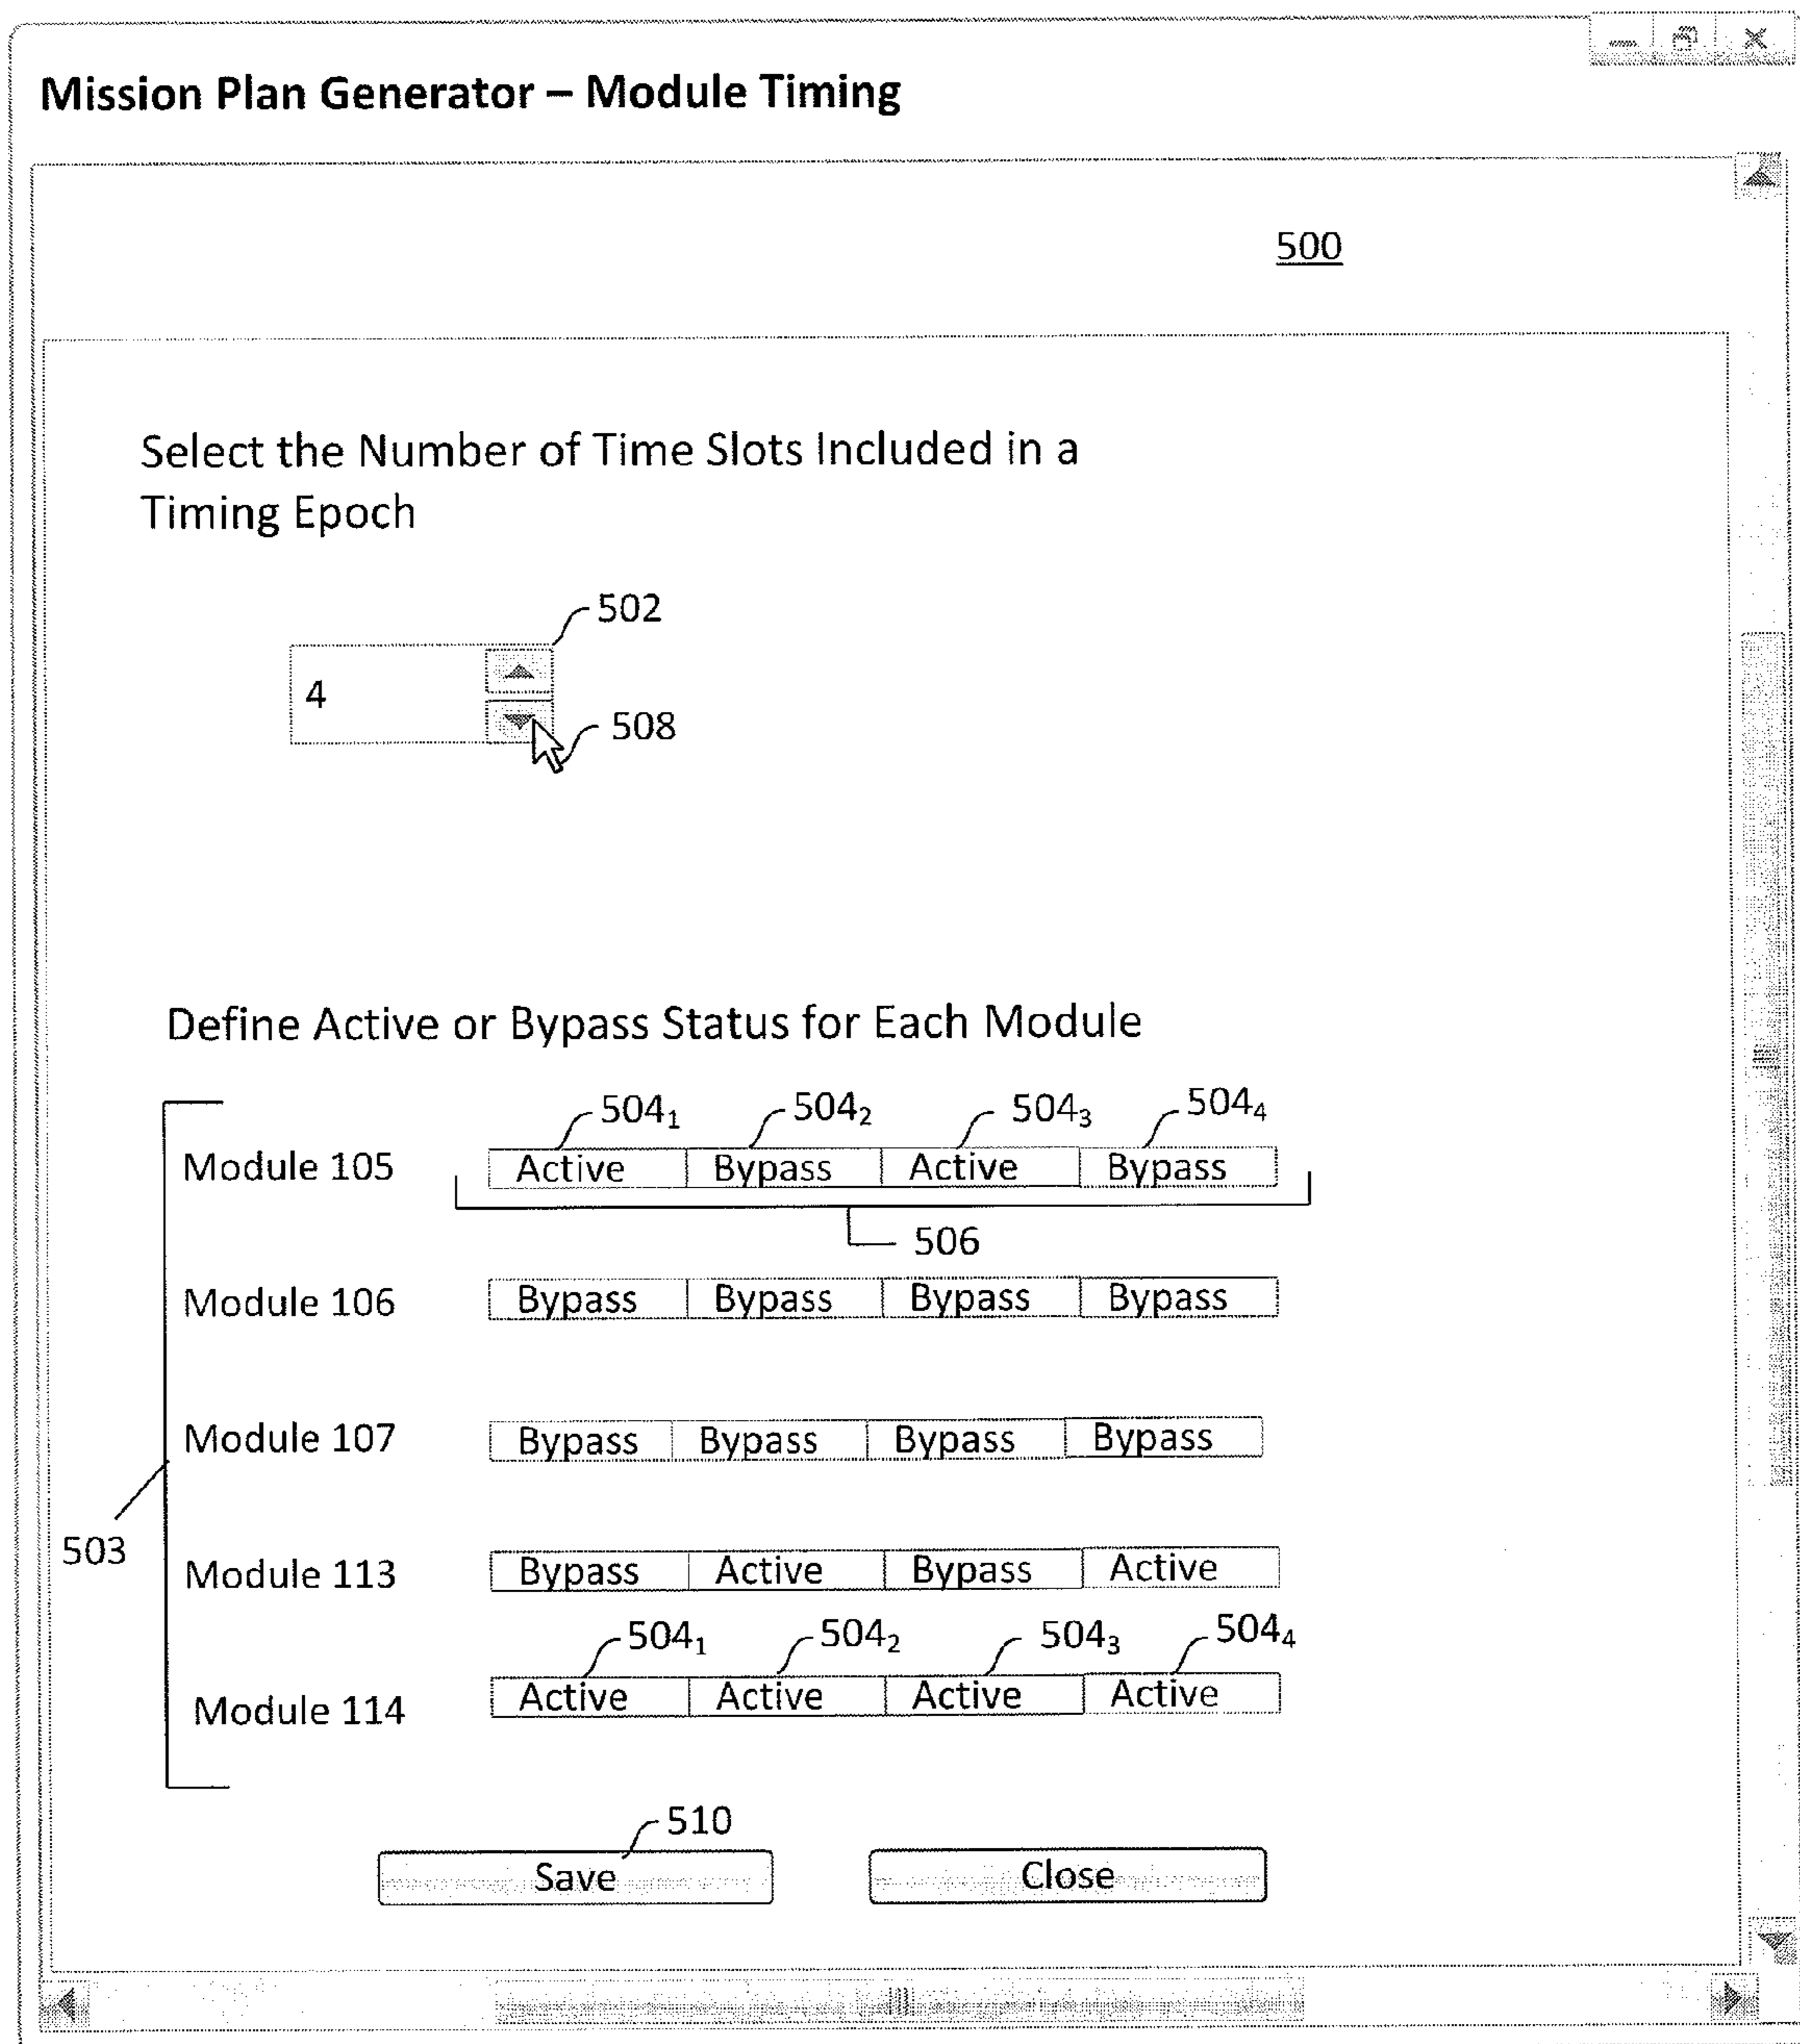 Mission Plan Generator – Module Timing
500
Select the Number of Time Slots Included in a
Timing Epoch
502
4
508
Define Active or Bypass Status for Each Module
504₁ 504₂ 504₃ 504₄
Module 105 Active Bypass Active Bypass
506
Module 106 Bypass Bypass Bypass Bypass
Module 107 Bypass Bypass Bypass Bypass
503
Module 113 Bypass Active Bypass Active
504₁ 504₂ 504₃ 504₄
Module 114 Active Active Active Active
510
Save Close